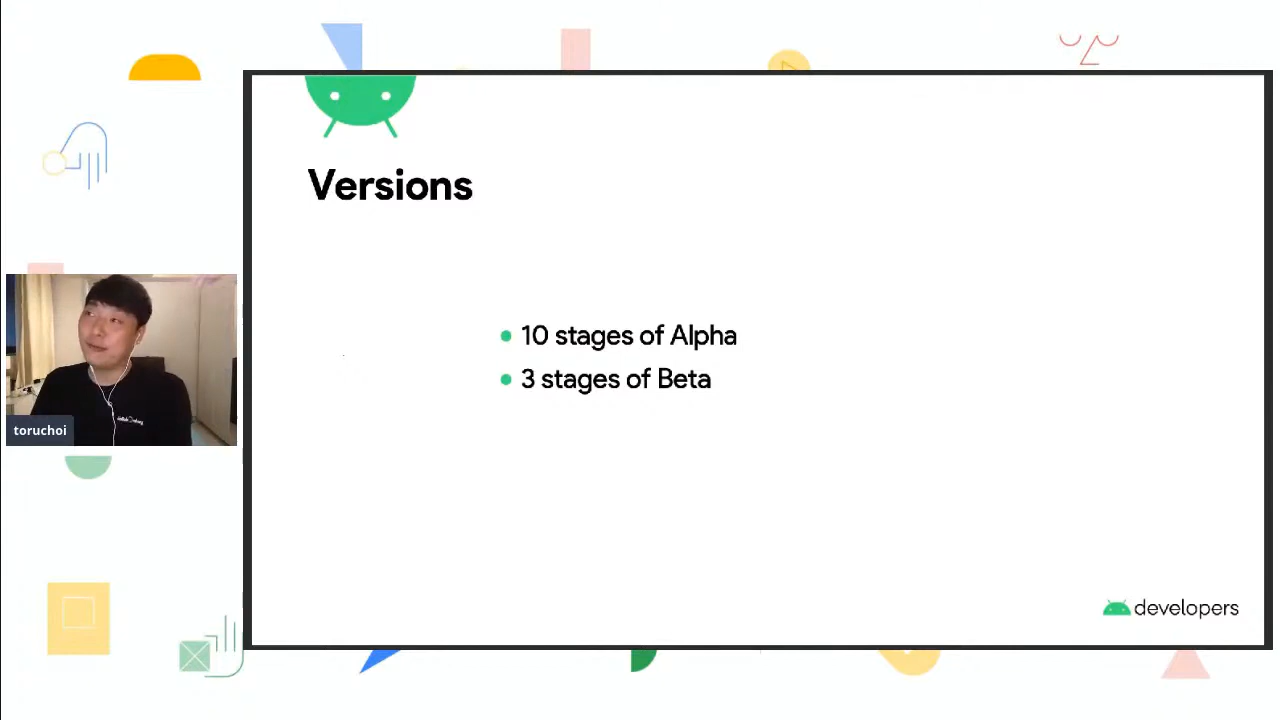 Versions
10 stages of Alpha
3 stages of Beta
toruchoi
developers